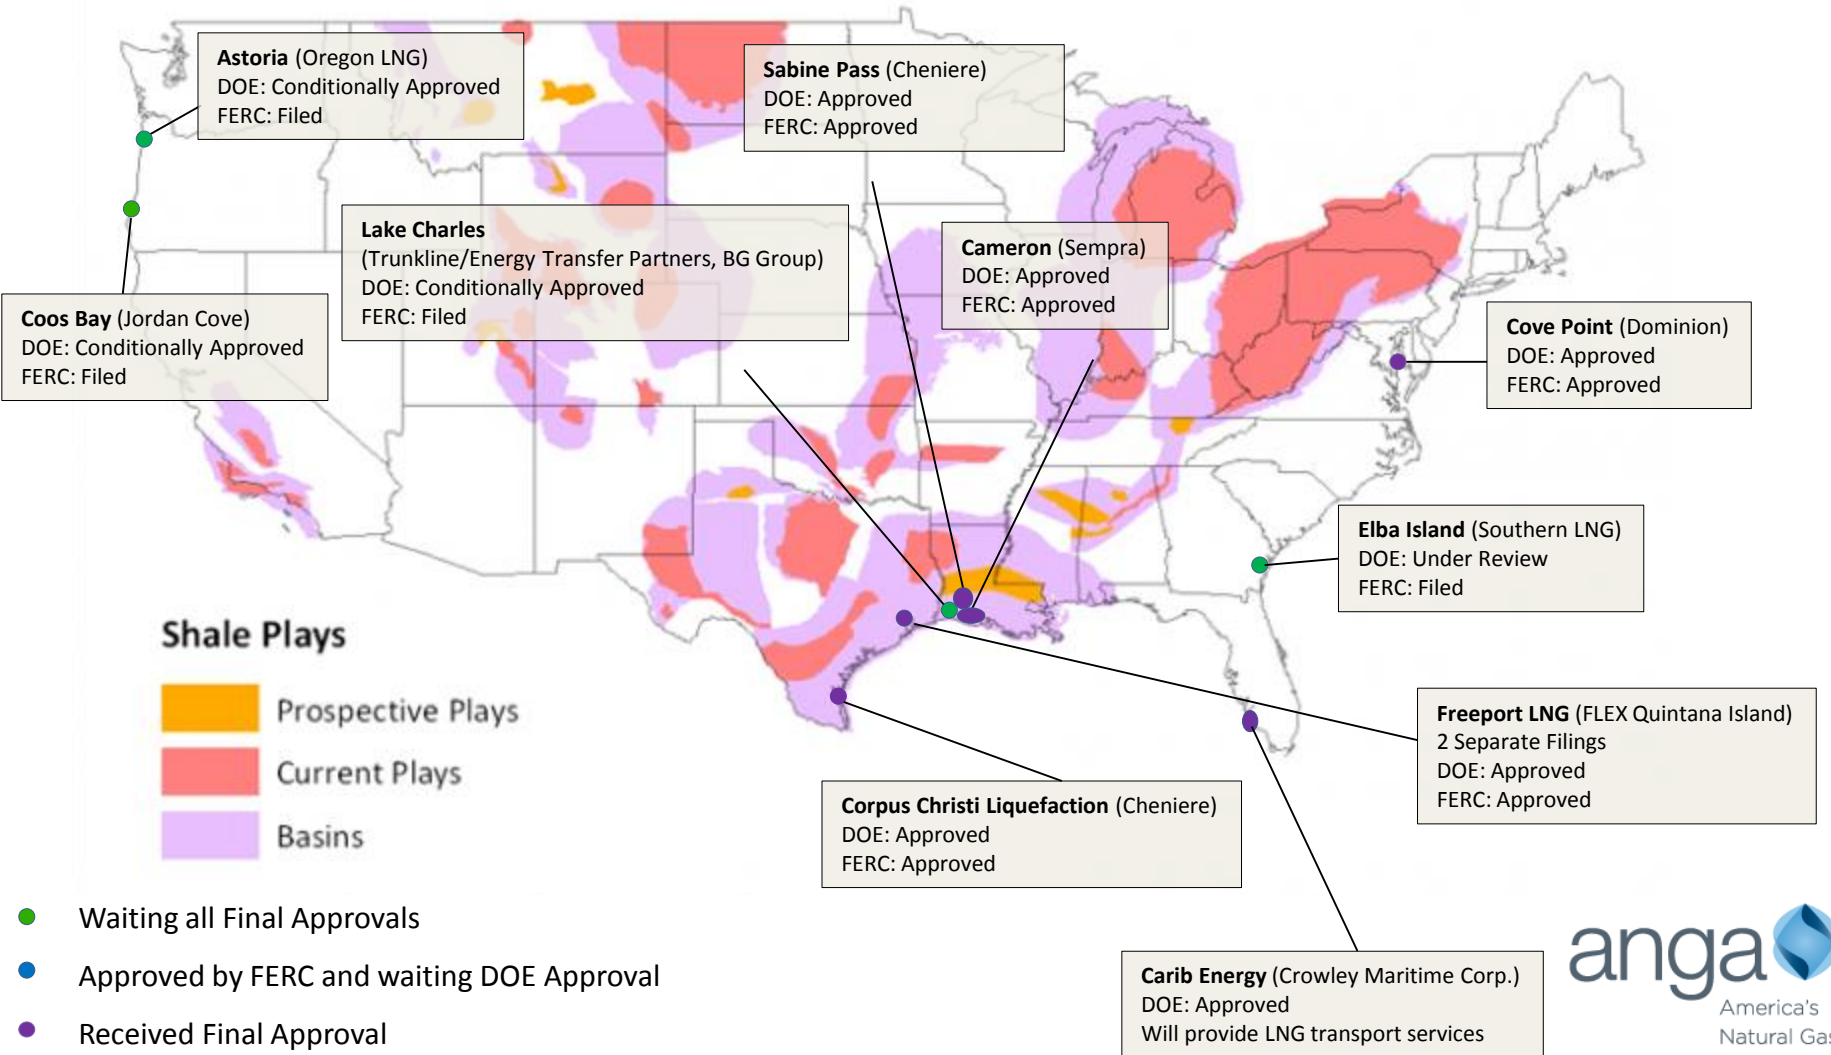 Astoria (Oregon LNG)
DOE: Conditionally Approved
FERC: Filed
Sabine Pass (Cheniere)
DOE: Approved
FERC: Approved
Lake Charles
(Trunkline/Energy Transfer Partners, BG Group)
DOE: Conditionally Approved
FERC: Filed
Cameron (Sempra)
DOE: Approved
FERC: Approved
Coos Bay (Jordan Cove)
DOE: Conditionally Approved
FERC: Filed
Cove Point (Dominion)
DOE: Approved
FERC: Approved
Elba Island (Southern LNG)
DOE: Under Review
FERC: Filed
Shale Plays
Prospective Plays
Current Plays
Basins
Freeport LNG (FLEX Quintana Island)
2 Separate Filings
DOE: Approved
FERC: Approved
Corpus Christi Liquefaction (Cheniere)
DOE: Approved
FERC: Approved
Waiting all Final Approvals
Approved by FERC and waiting DOE Approval
Received Final Approval
Carib Energy (Crowley Maritime Corp.)
DOE: Approved
Will provide LNG transport services
anga
America's
Natural Gas